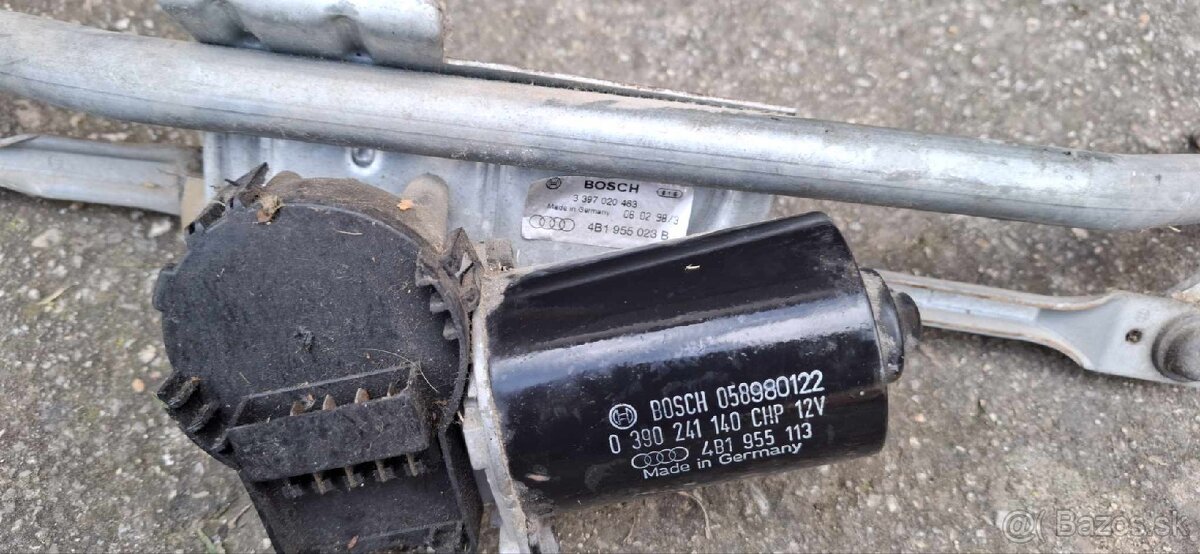 BOSCH
3 397 020 463
Made in Germany 06 02 98/3
4B1 955 023 B
BOSCH 058980122
0 390 241 140 CHP 12V
4B1 955 113
Made in Germany
@ Bazos.sk